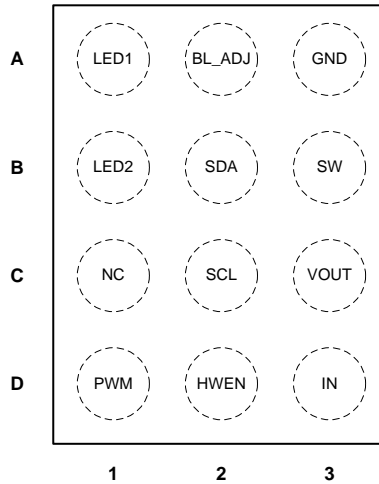 A LED1 BL_ADJ GND
B LED2 SDA SW
C NC SCL VOUT
D PWM HWEN IN
1 2 3